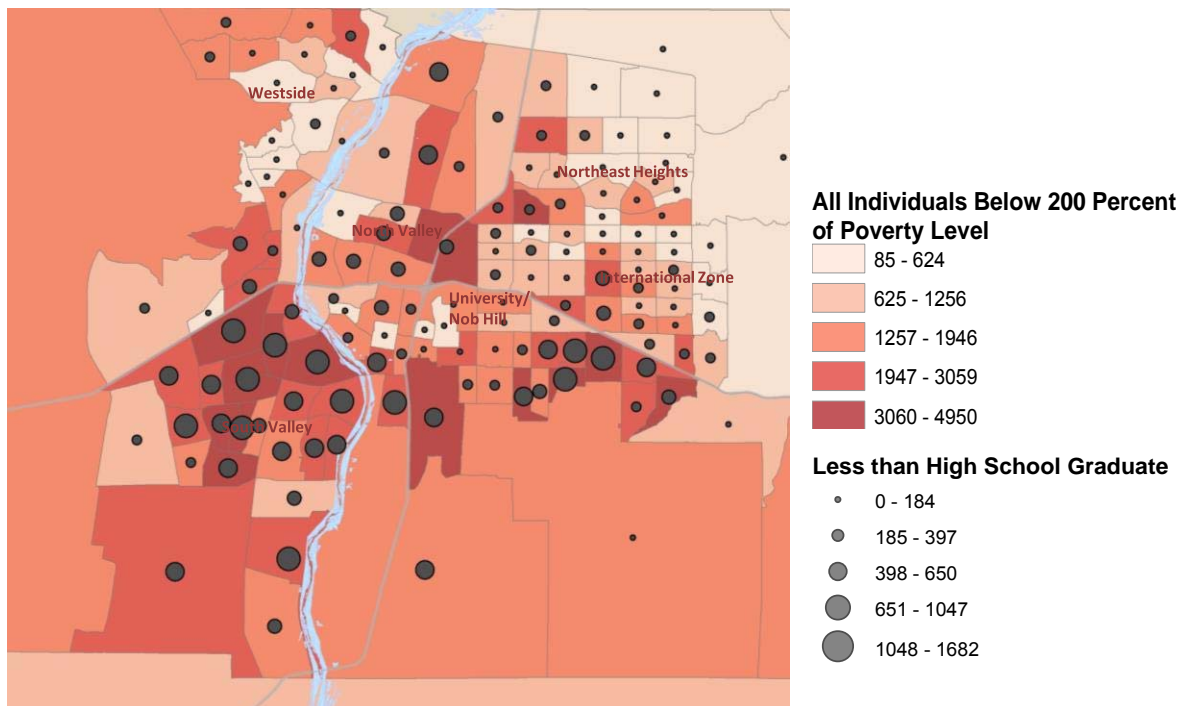 Westside
Northeast Heights
North Valley
International Zone
University/
Nob Hill
South Valley
All Individuals Below 200 Percent
of Poverty Level
85 - 624
625 - 1256
1257 - 1946
1947 - 3059
3060 - 4950
Less than High School Graduate
0 - 184
185 - 397
398 - 650
651 - 1047
1048 - 1682